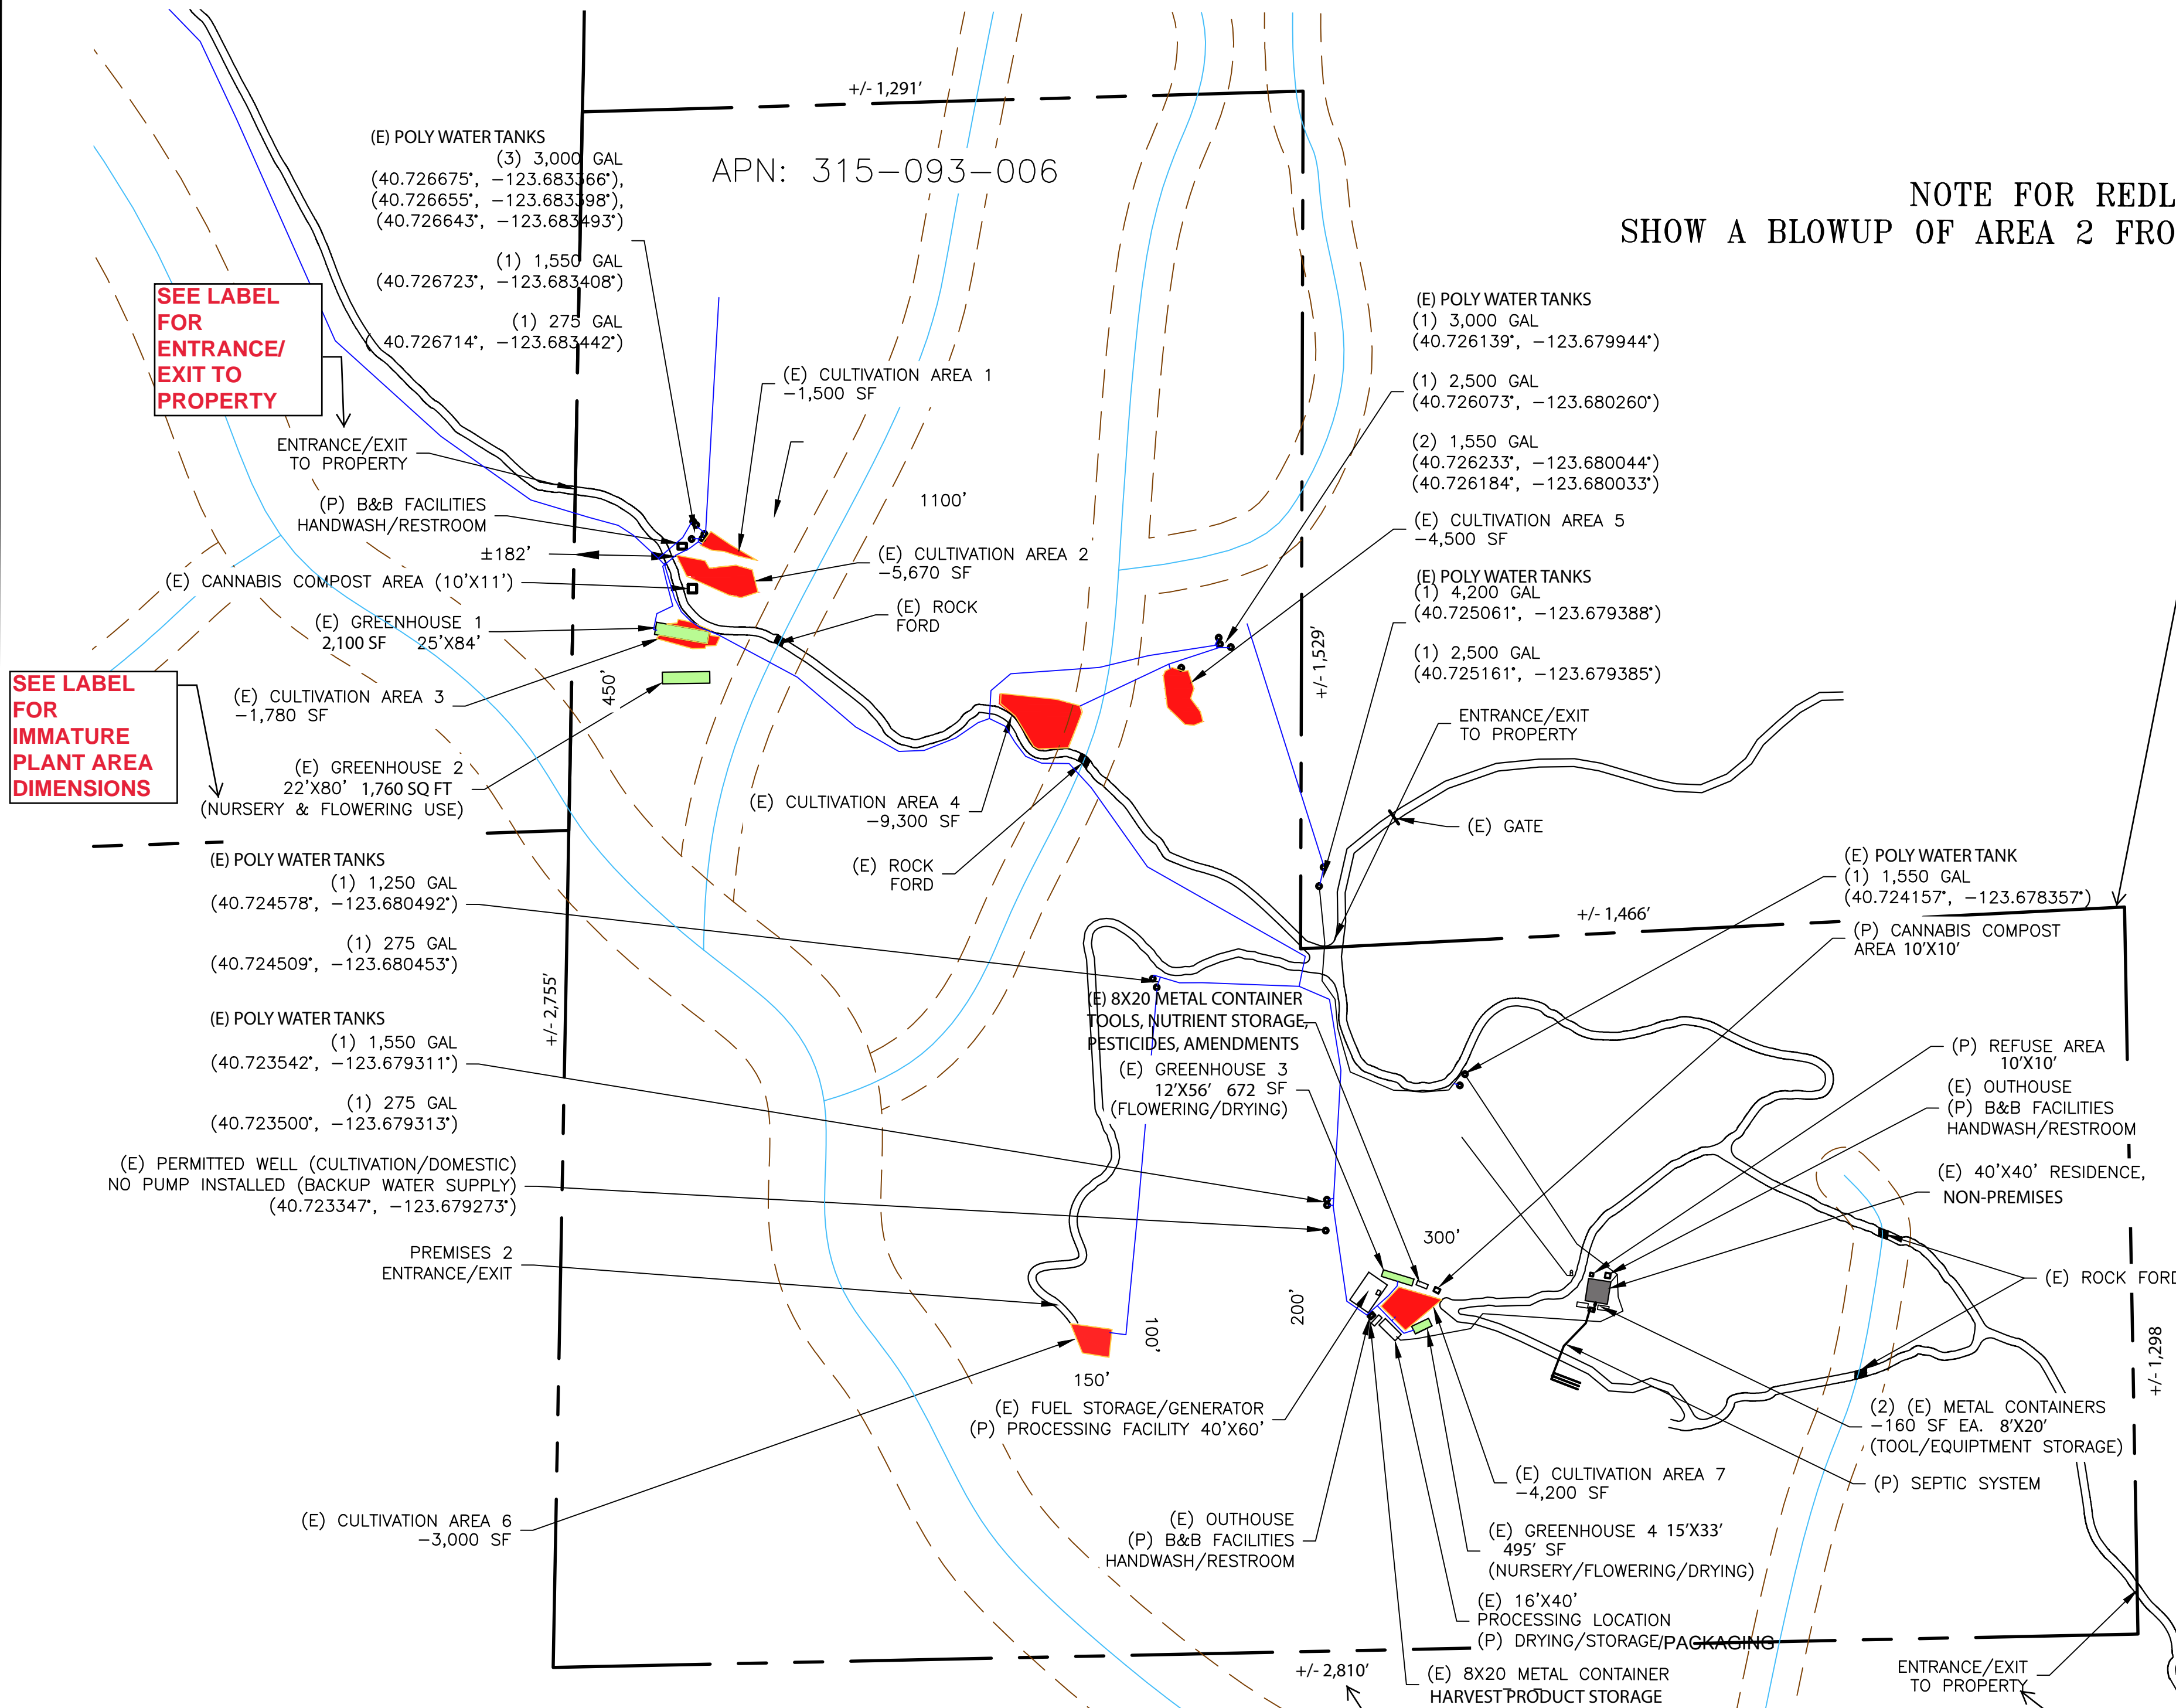 +/- 1,291'
(E) POLY WATER TANKS
(3) 3,000 GAL
(40.726675°, -123.683366°),
(40.726655°, -123.683398°),
(40.726643°, -123.683493°)
(1) 1,550 GAL
(40.726723°, -123.683408°)
(1) 275 GAL
(40.726714°, -123.683442°)
APN: 315-093-006
NOTE FOR REDL
SHOW A BLOWUP OF AREA 2 FRO
SEE LABEL
FOR
ENTRANCE/
EXIT TO
PROPERTY
(E) CULTIVATION AREA 1
-1,500 SF
(E) POLY WATER TANKS
(1) 3,000 GAL
(40.726139°, -123.679944°)
(1) 2,500 GAL
(40.726073°, -123.680260°)
(2) 1,550 GAL
(40.726233°, -123.680044°)
(40.726184°, -123.680033°)
ENTRANCE/EXIT
TO PROPERTY
(P) B&B FACILITIES
HANDWASH/RESTROOM
1100'
±182'
(E) CULTIVATION AREA 2
-5,670 SF
(E) CULTIVATION AREA 5
-4,500 SF
(E) CANNABIS COMPOST AREA (10'X11')
(E) POLY WATER TANKS
(1) 4,200 GAL
(40.725061°, -123.679388°)
(1) 2,500 GAL
(40.725161°, -123.679385°)
(E) GREENHOUSE 1
2,100 SF 25'X84'
(E) ROCK
FORD
+/- 1,529'
SEE LABEL
FOR
IMMATURE
PLANT AREA
DIMENSIONS
(E) CULTIVATION AREA 3
-1,780 SF
450'
ENTRANCE/EXIT
TO PROPERTY
(E) GREENHOUSE 2
22'X80' 1,760 SQ FT
(NURSERY & FLOWERING USE)
(E) CULTIVATION AREA 4
-9,300 SF
(E) GATE
(E) ROCK
FORD
(E) POLY WATER TANKS
(1) 1,250 GAL
(40.724578°, -123.680492°)
(1) 275 GAL
(40.724509°, -123.680453°)
(E) POLY WATER TANK
(1) 1,550 GAL
(40.724157°, -123.678357°)
+/- 1,466'
(P) CANNABIS COMPOST
AREA 10'X10'
+/- 2,755'
(E) POLY WATER TANKS
(1) 1,550 GAL
(40.723542°, -123.679311°)
(1) 275 GAL
(40.723500°, -123.679313°)
(E) 8X20 METAL CONTAINER
TOOLS, NUTRIENT STORAGE,
PESTICIDES, AMENDMENTS
(E) GREENHOUSE 3
12'X56' 672 SF
(FLOWERING/DRYING)
(P) REFUSE AREA
10'X10'
(E) OUTHOUSE
(P) B&B FACILITIES
HANDWASH/RESTROOM
(E) 40'X40' RESIDENCE,
NON-PREMISES
(E) PERMITTED WELL (CULTIVATION/DOMESTIC)
NO PUMP INSTALLED (BACKUP WATER SUPPLY)
(40.723347°, -123.679273°)
PREMISES 2
ENTRANCE/EXIT
300'
200'
100'
150'
(E) ROCK FORD
+/- 1,298
(E) FUEL STORAGE/GENERATOR
(P) PROCESSING FACILITY 40'X60'
(2) (E) METAL CONTAINERS
-160 SF EA. 8'X20'
(TOOL/EQUIPTMENT STORAGE)
(E) CULTIVATION AREA 7
-4,200 SF
(P) SEPTIC SYSTEM
(E) CULTIVATION AREA 6
-3,000 SF
(E) OUTHOUSE
(P) B&B FACILITIES
HANDWASH/RESTROOM
(E) GREENHOUSE 4 15'X33'
495' SF
(NURSERY/FLOWERING/DRYING)
(E) 16'X40'
PROCESSING LOCATION
(P) DRYING/STORAGE/PACKAGING
+/- 2,810'
(E) 8X20 METAL CONTAINER
HARVEST PRODUCT STORAGE
ENTRANCE/EXIT
TO PROPERTY